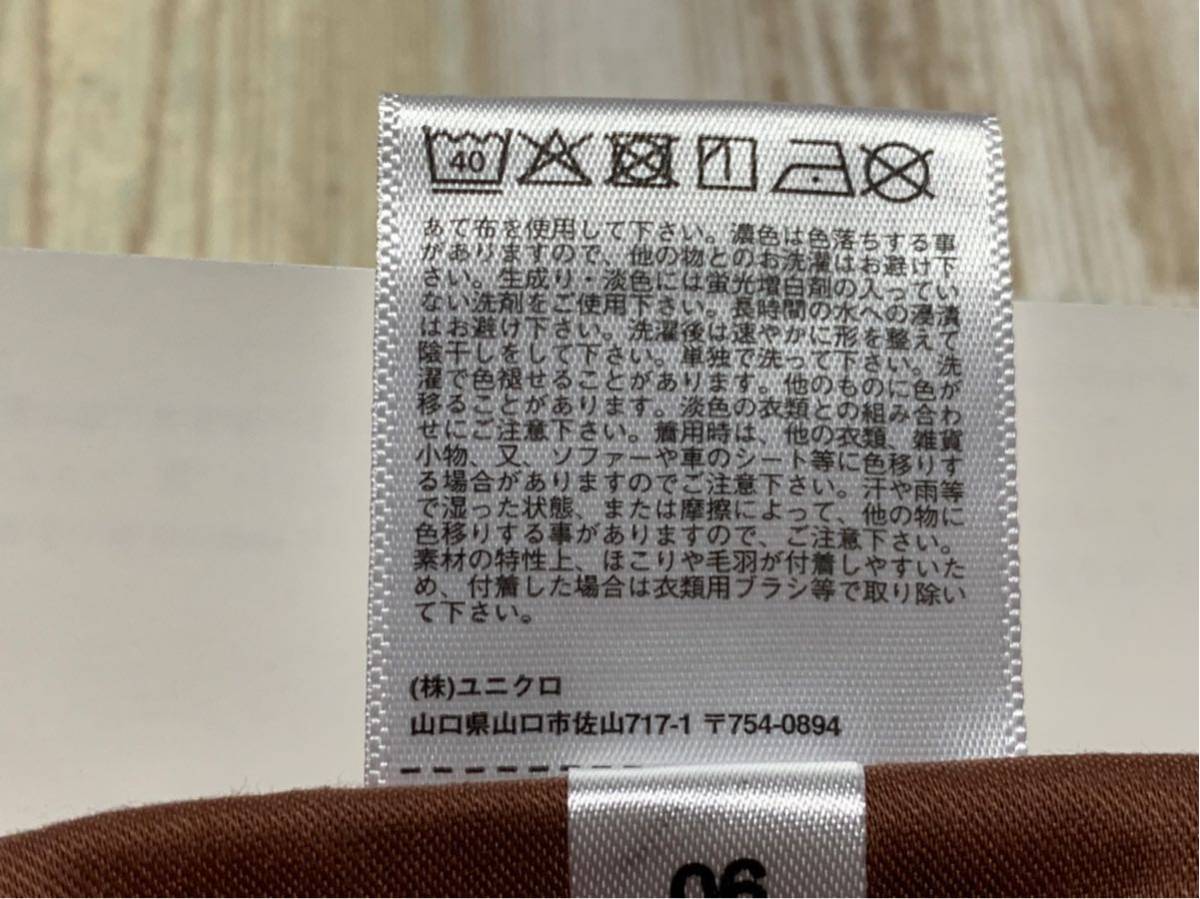 40
あて布を使用して下さい。濃色は色落ちする事
がありますので、他の物とのお洗濯はお避け下
さい。生成り・淡色には蛍光増白剤の入ってい
ない洗剤をご使用下さい。長時間の水への浸漬
はお避け下さい。洗濯後は速やかに形を整え、
陰干しをして下さい。単独で洗って下さい。洗
濯で色褪せることがあります。他のものに色が
移ることがあります。淡色の衣類との組み合わ
せにご注意下さい。着用時は、他の衣類、雑貨
小物、又、ソファーや車のシート等に色移りす
る場合がありますのでご注意下さい。汗や雨等
で湿った状態、または摩擦によって、他の物に
色移りする事がありますので、ご注意下さい。
素材の特性上、ほこりや毛羽が付着しやすいた
め、付着した場合は衣類用ブラシ等で取り除い
て下さい。
(株)ユニクロ
山口県山口市佐山717-1 〒754-0894